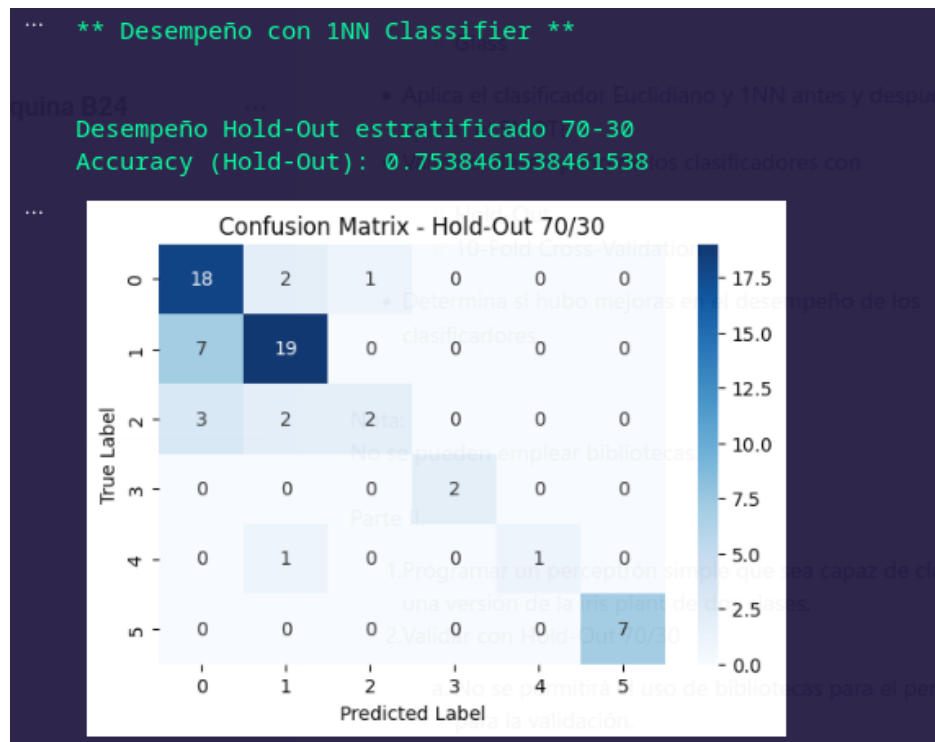 ... ** Desempeño con 1NN Classifier **
Glass
quina B24 ...
• Aplica el clasificador Euclidiano y 1NN antes y despu
Desempeño Hold-Out estratificado 70-30
Accuracy (Hold-Out): 0.7538461538461538
los clasificadores con
...
Confusion Matrix - Hold-Out 70/30
10-Fold Cross-Validation
• Determina si hubo mejoras en el desempeño de los
clasificadores.
True Label
0 18 2 1 0 0 0
1 7 19 0 0 0 0
2 3 2 2 0 0 0
3 0 0 0 2 0 0
4 0 1 0 0 1 0
5 0 0 0 0 0 7
0 1 2 3 4 5
Predicted Label
17.5
15.0
12.5
10.0
7.5
5.0
2.5
0.0
Nota:
No se pueden emplear bibliotecas.
Parte II.
1.Programar un perceptrón simple que sea capaz de cl
una versión de la iris plant de dos clases.
2.Validar con Hold-Out 70/30
a. No se permitirá el uso de bibliotecas para el per
para la validación.